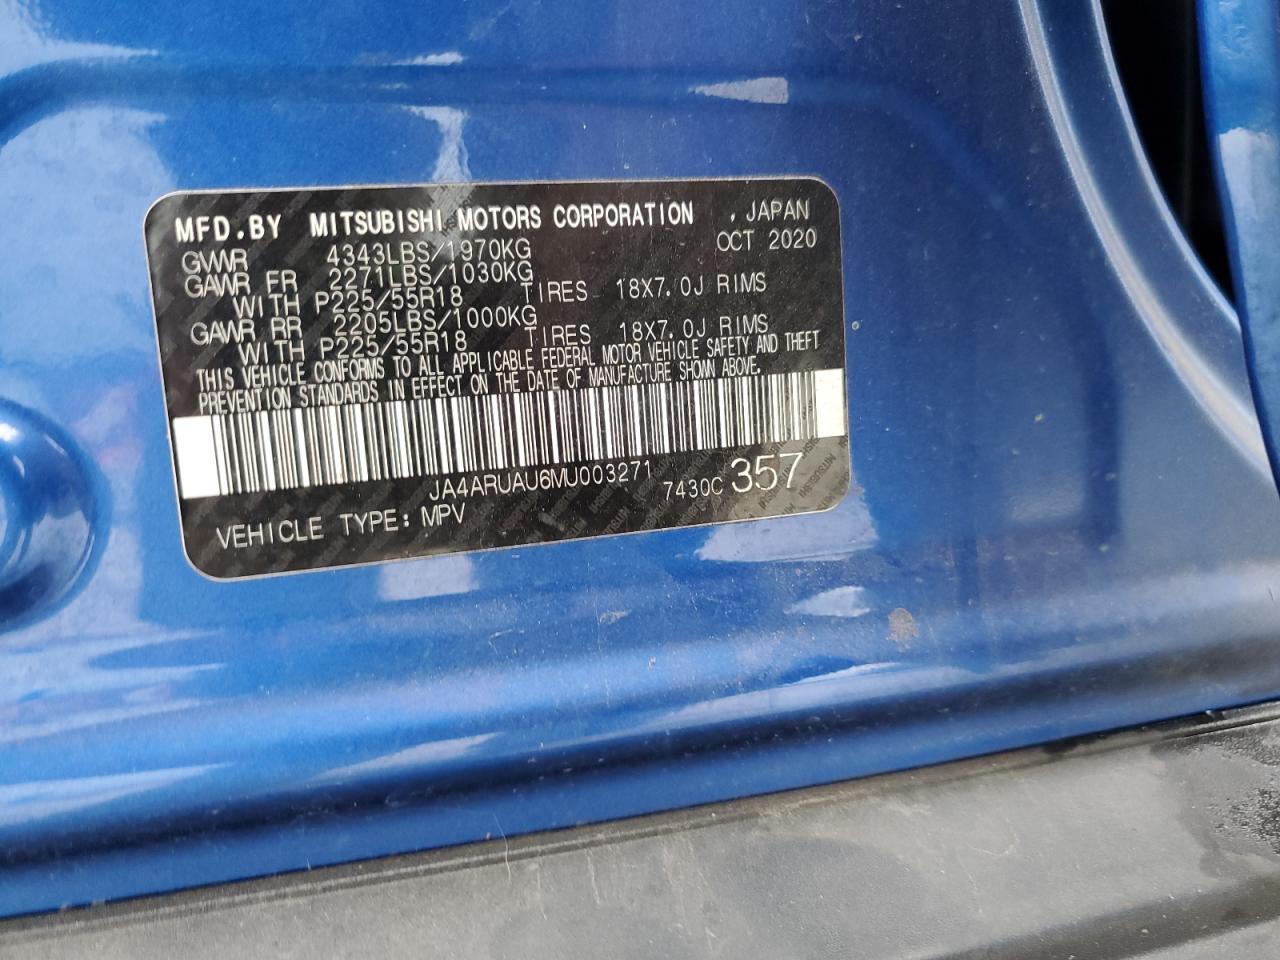 MFD.BY MITSUBISHI MOTORS CORPORATION . JAPAN
GVWR 4343LBS/1970KG OCT 2020
GAWR FR 2271LBS/1030KG
WITH P225/55R18 TIRES 18X7.0J RIMS
GAWR RR 2205LBS/1000KG
WITH P225/55R18 TIRES 18X7.0J RIMS
THIS VEHICLE CONFORMS TO ALL APPLICABLE FEDERAL MOTOR VEHICLE SAFETY AND THEFT
PREVENTION STANDARDS IN EFFECT ON THE DATE OF MANUFACTURE SHOWN ABOVE.
JA4ARUAU6MU003271 7430C 357
VEHICLE TYPE: MPV